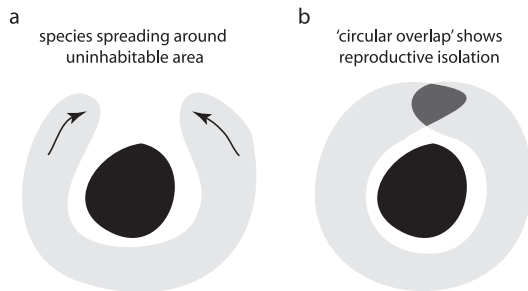 a
species spreading around
uninhabitable area
b
'circular overlap' shows
reproductive isolation